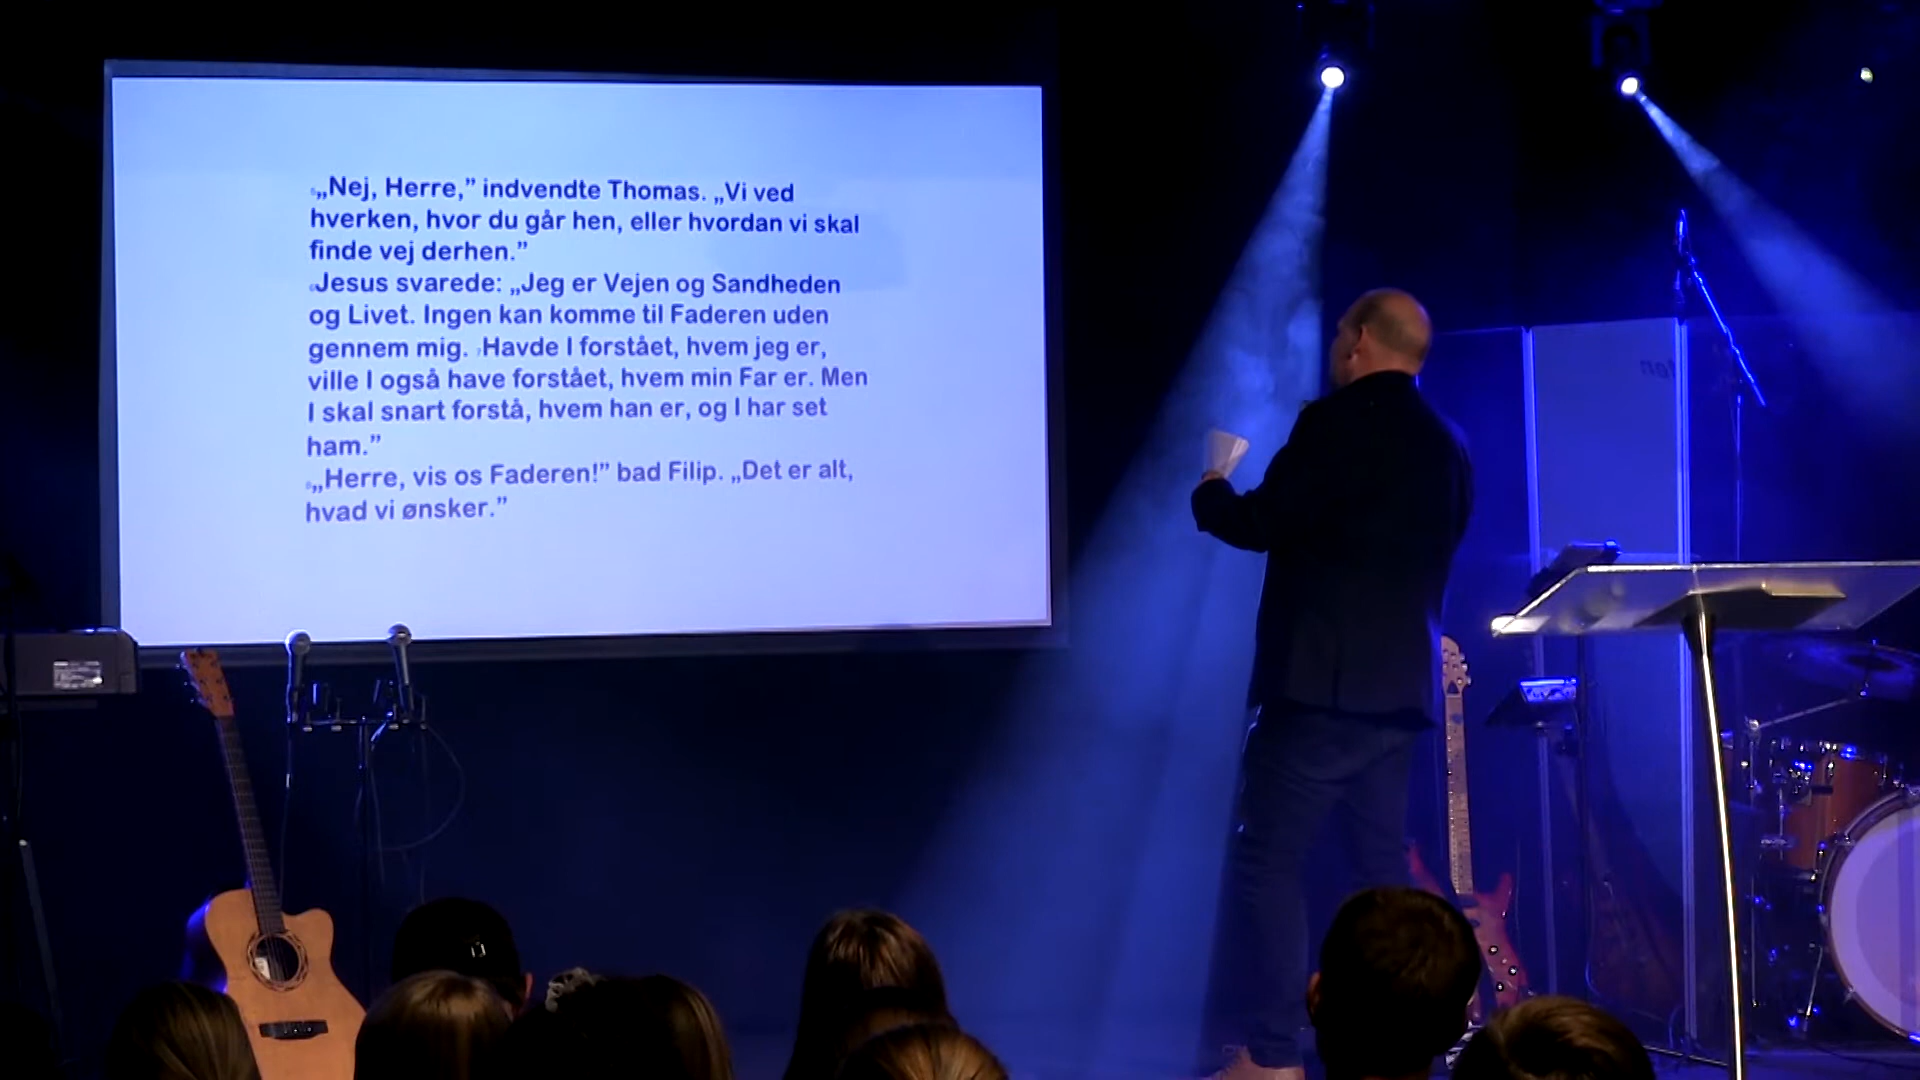 „Nej, Herre,” indvendte Thomas. „Vi ved
hverken, hvor du går hen, eller hvordan vi skal
finde vej derhen.”
Jesus svarede: „Jeg er Vejen og Sandheden
og Livet. Ingen kan komme til Faderen uden
gennem mig. Havde I forstået, hvem jeg er,
ville I også have forstået, hvem min Far er. Men
I skal snart forstå, hvem han er, og I har set
ham.”
„Herre, vis os Faderen!” bad Filip. „Det er alt,
hvad vi ønsker.”